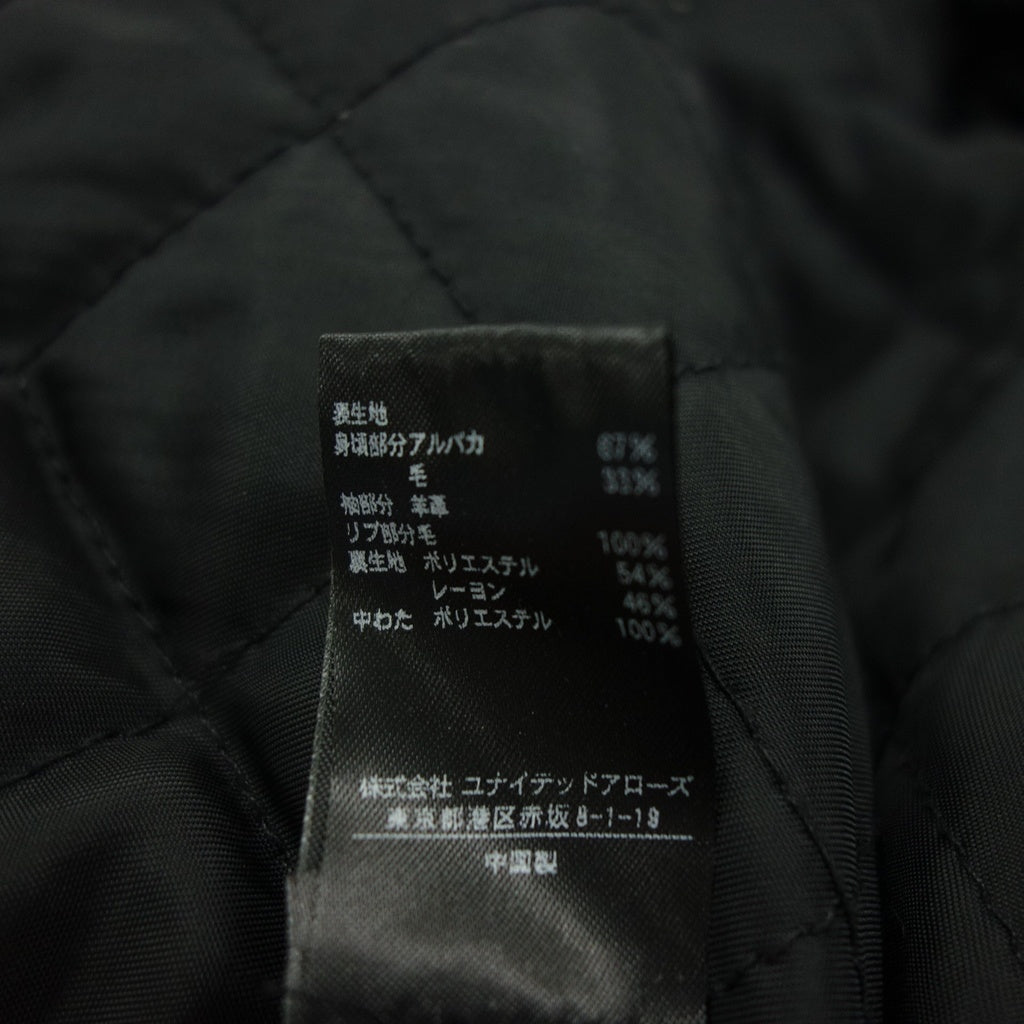 表生地
身頃部分アルパカ 67%
毛 33%
袖部分 羊革
リブ部分毛 100%
裏生地 ポリエステル 54%
レーヨン 46%
中わた ポリエステル 100%
株式会社 ユナイテッドアローズ
東京都港区赤坂8-1-19
中国製